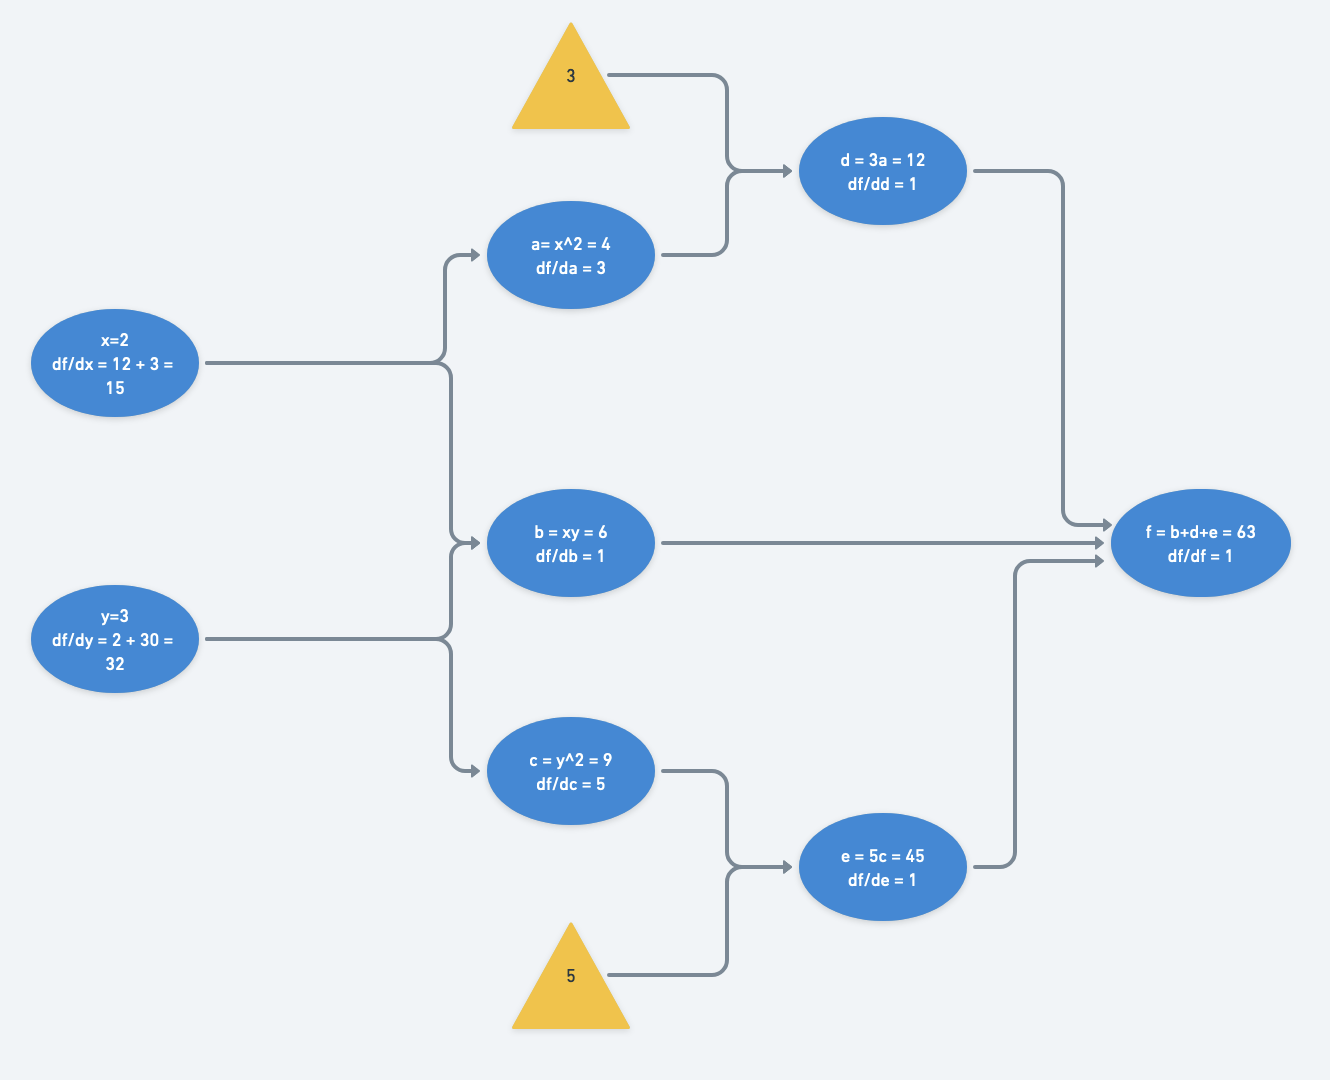 3
d = 3a = 12
df/dd = 1
a= x^2 = 4
df/da = 3
x=2
df/dx = 12 + 3 =
15
b = xy = 6
df/db = 1
f = b+d+e = 63
df/df = 1
y=3
df/dy = 2 + 30 =
32
c = y^2 = 9
df/dc = 5
e = 5c = 45
df/de = 1
5